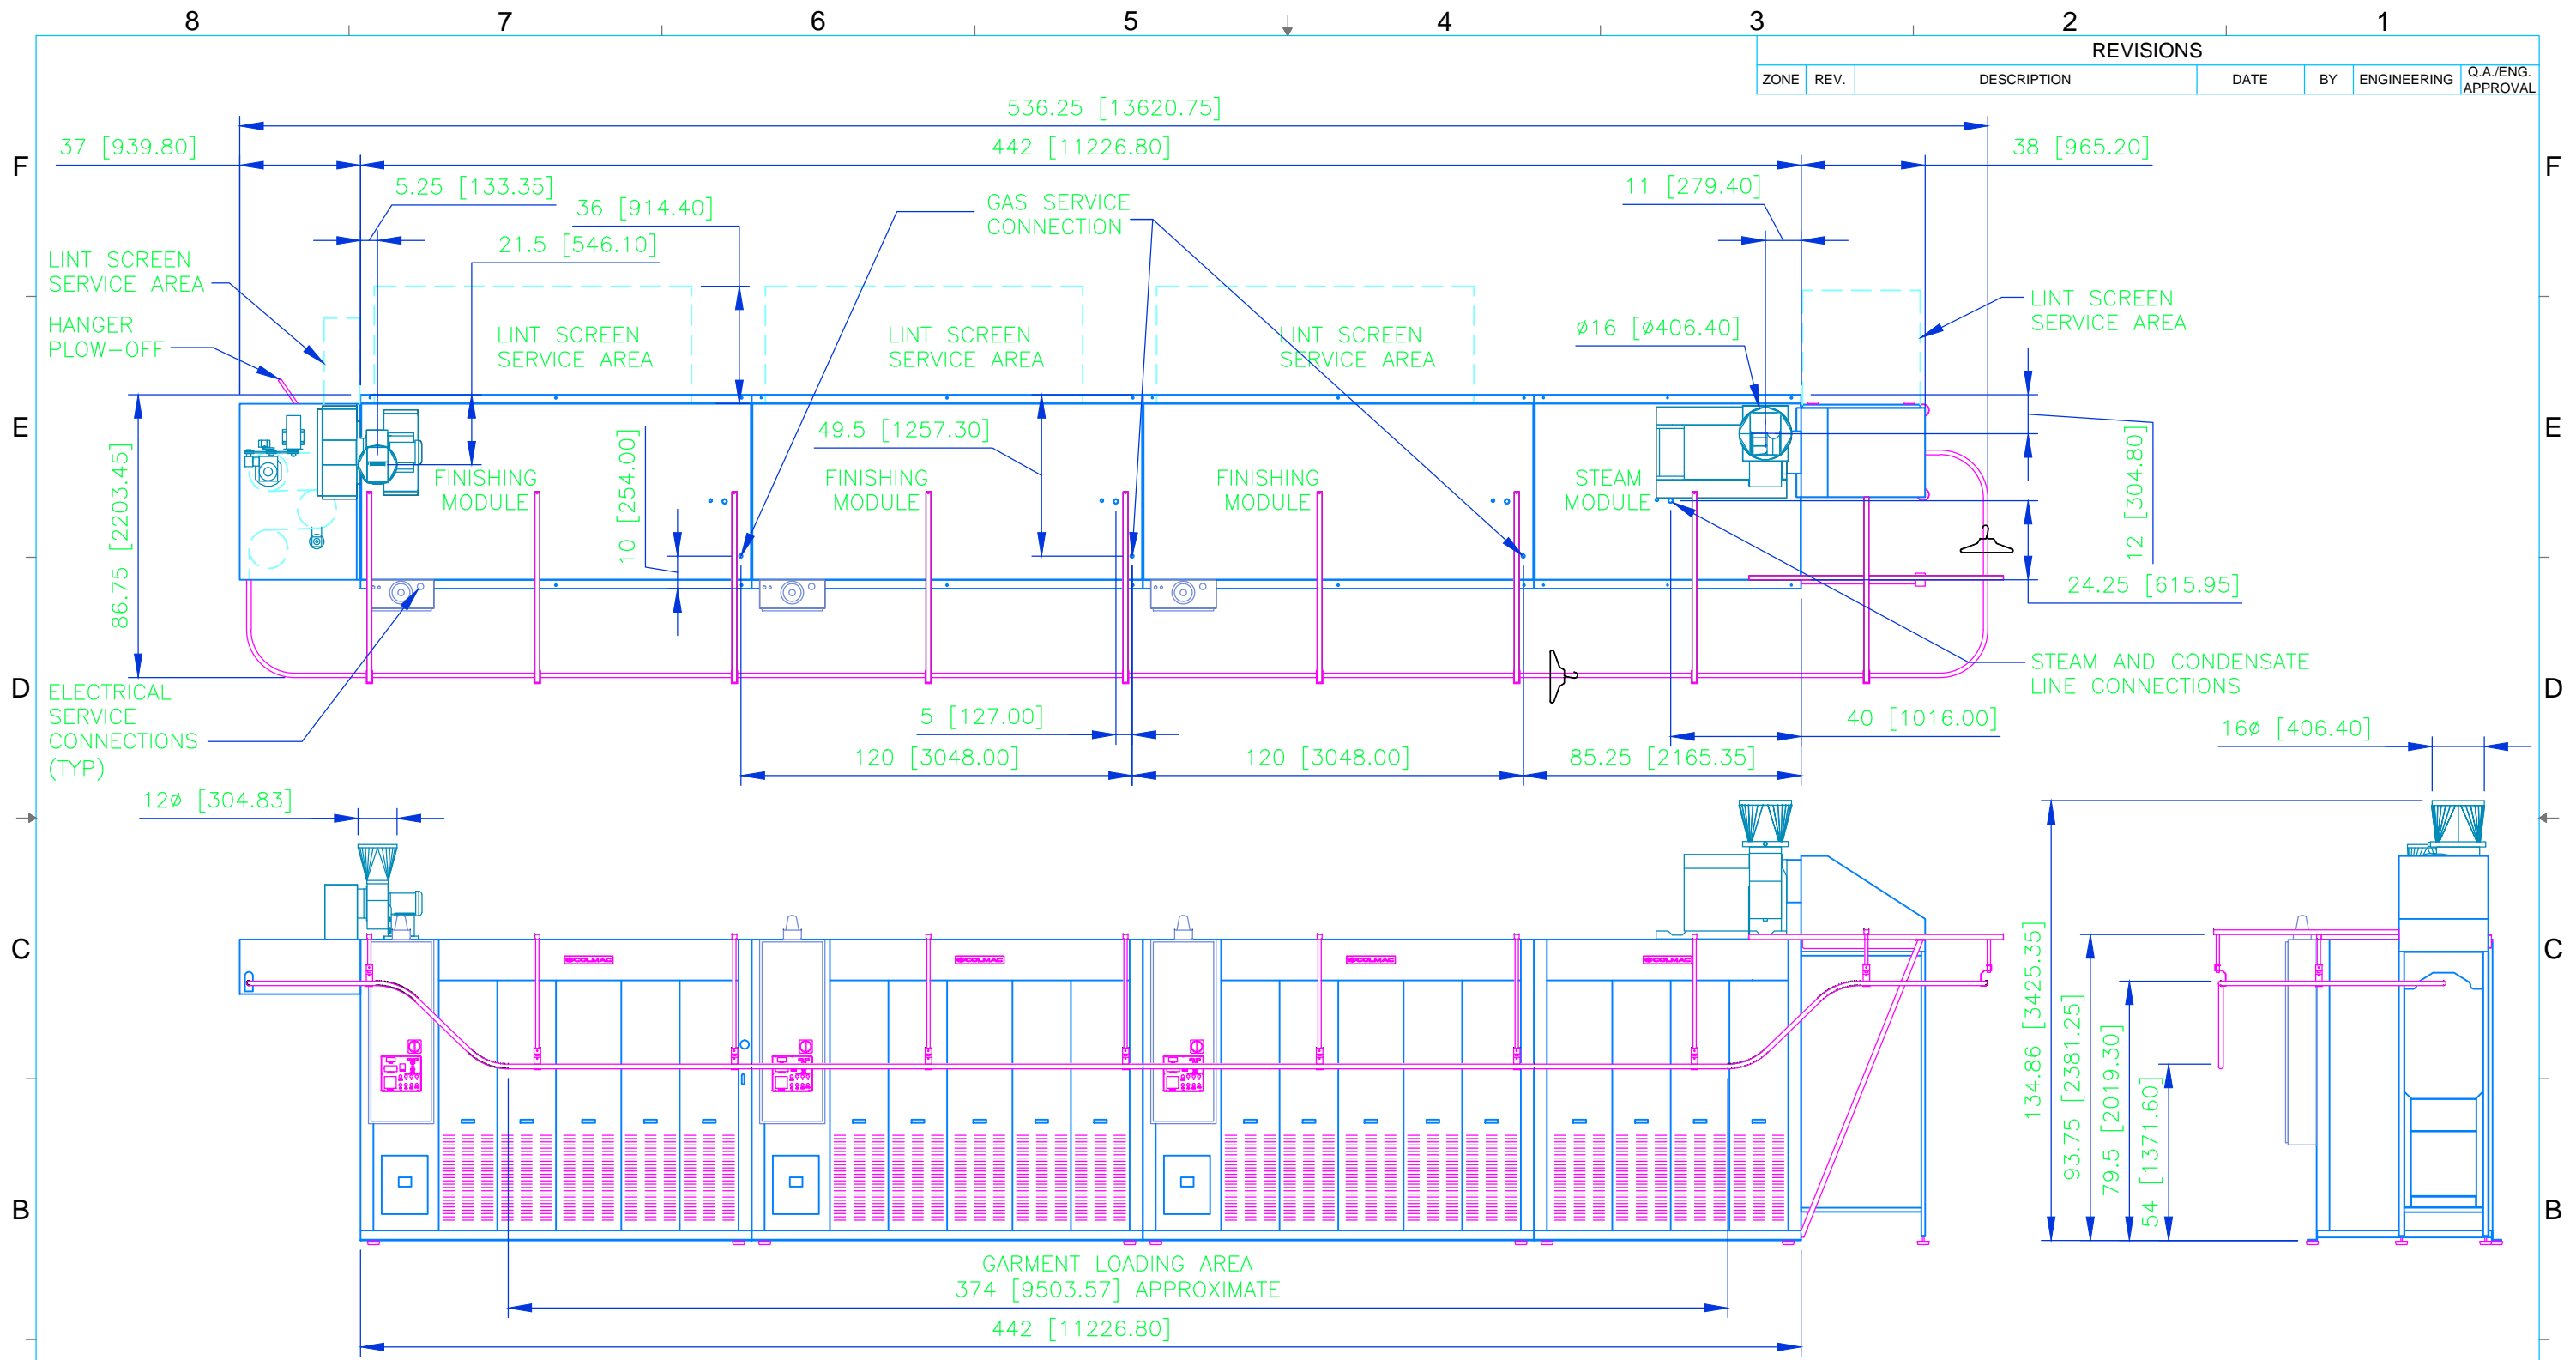 8 7 6 5 4 3 2 1
REVISIONS
ZONE REV. DESCRIPTION DATE BY ENGINEERING Q.A./ENG. APPROVAL
536.25 [13620.75]
37 [939.80]
442 [11226.80]
38 [965.20]
F
F
5.25 [133.35]
36 [914.40]
GAS SERVICE
CONNECTION
11 [279.40]
21.5 [546.10]
LINT SCREEN
SERVICE AREA
HANGER
PLOW-OFF
LINT SCREEN
SERVICE AREA
LINT SCREEN
SERVICE AREA
LINT SCREEN
SERVICE AREA
ø16 [ø406.40]
LINT SCREEN
SERVICE AREA
E
E
86.75 [2203.45]
FINISHING
MODULE
10 [254.00]
49.5 [1257.30]
FINISHING
MODULE
FINISHING
MODULE
STEAM
MODULE
12 [304.80]
24.25 [615.95]
STEAM AND CONDENSATE
LINE CONNECTIONS
D
D
ELECTRICAL
SERVICE
CONNECTIONS
(TYP)
5 [127.00]
40 [1016.00]
16ø [406.40]
120 [3048.00]
120 [3048.00]
85.25 [2165.35]
12ø [304.83]
C
C
COLMAC
COLMAC
COLMAC
COLMAC
134.86 [3425.35]
93.75 [2381.25]
79.5 [2019.30]
54 [1371.60]
B
B
GARMENT LOADING AREA
374 [9503.57] APPROXIMATE
442 [11226.80]